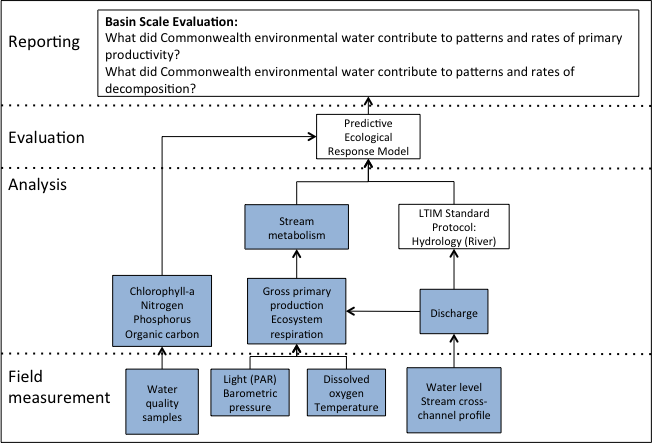 Reporting
Basin Scale Evaluation:
What did Commonwealth environmental water contribute to patterns and rates of primary
productivity?
What did Commonwealth environmental water contribute to patterns and rates of
decomposition?
Evaluation
Predictive
Ecological
Response Model
Analysis
Stream
metabolism
LTIM Standard
Protocol:
Hydrology (River)
Chlorophyll-a
Nitrogen
Phosphorus
Organic carbon
Gross primary
production
Ecosystem
respiration
Discharge
Field
measurement
Water
quality
samples
Light (PAR)
Barometric
pressure
Dissolved
oxygen
Temperature
Water level
Stream cross-
channel profile